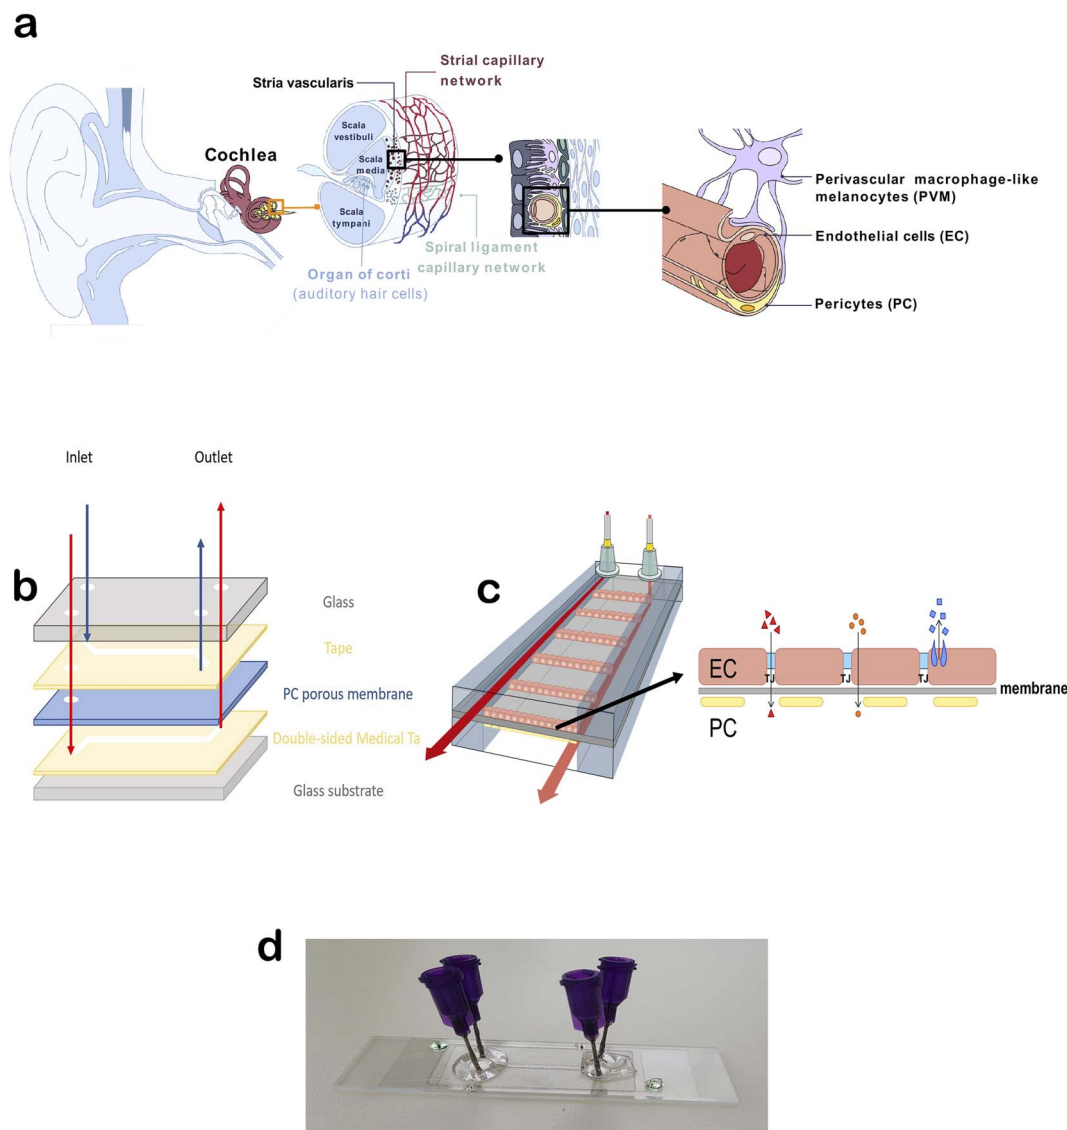 a
Strial capillary
network
Stria vascularis
Scala
vestibuli
Cochlea
Scala
media
Scala
tympani
Perivascular macrophage-like
melanocytes (PVM)
Endothelial cells (EC)
Spiral ligament
capillary network
Organ of corti
(auditory hair cells)
Pericytes (PC)
Inlet
Outlet
b
Glass
Tape
PC porous membrane
Double-sided Medical Ta
Glass substrate
c
EC
TJ
TJ
TJ
membrane
PC
d